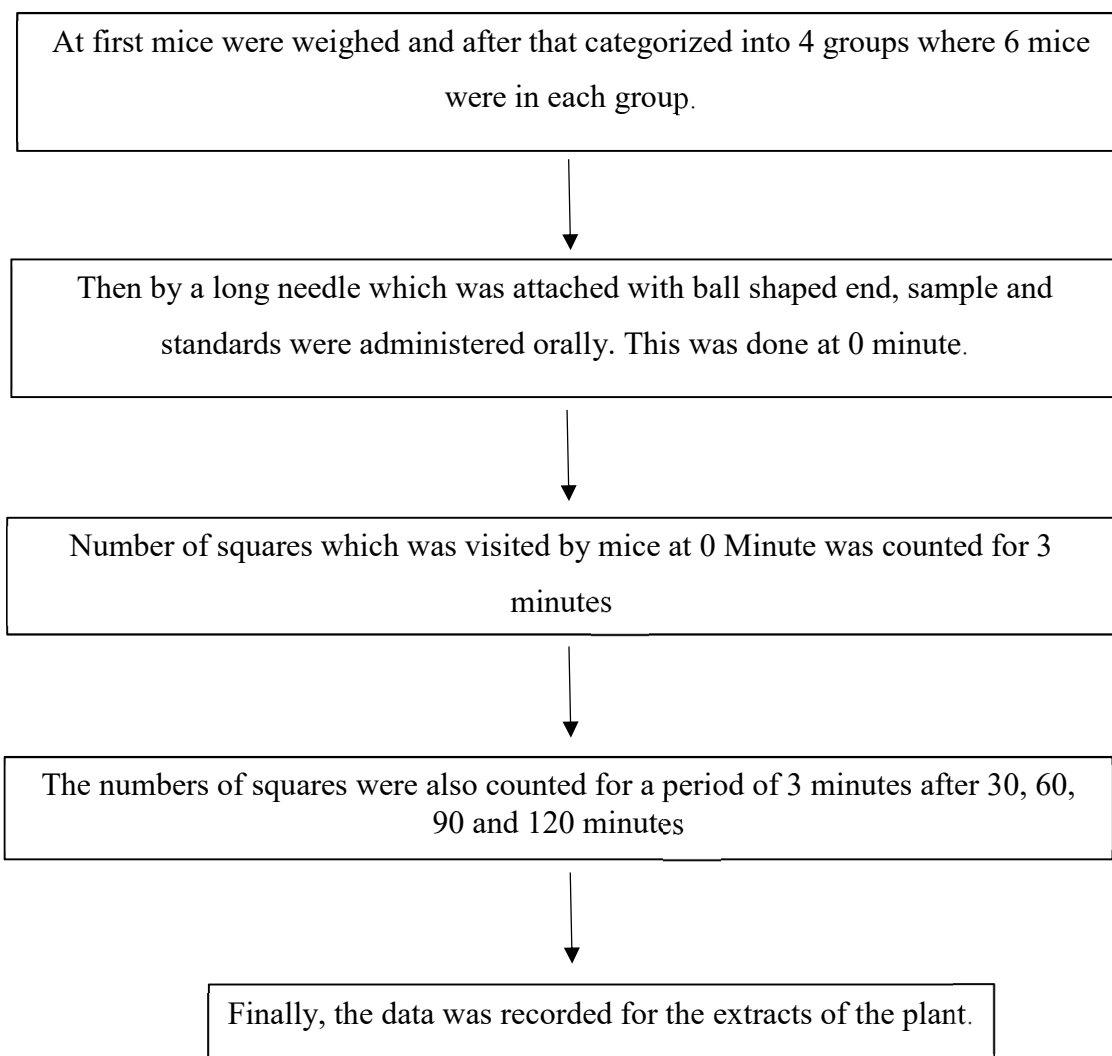 At first mice were weighed and after that categorized into 4 groups where 6 mice
were in each group.
Then by a long needle which was attached with ball shaped end, sample and
standards were administered orally. This was done at 0 minute.
Number of squares which was visited by mice at 0 Minute was counted for 3
minutes
The numbers of squares were also counted for a period of 3 minutes after 30, 60,
90 and 120 minutes
Finally, the data was recorded for the extracts of the plant.